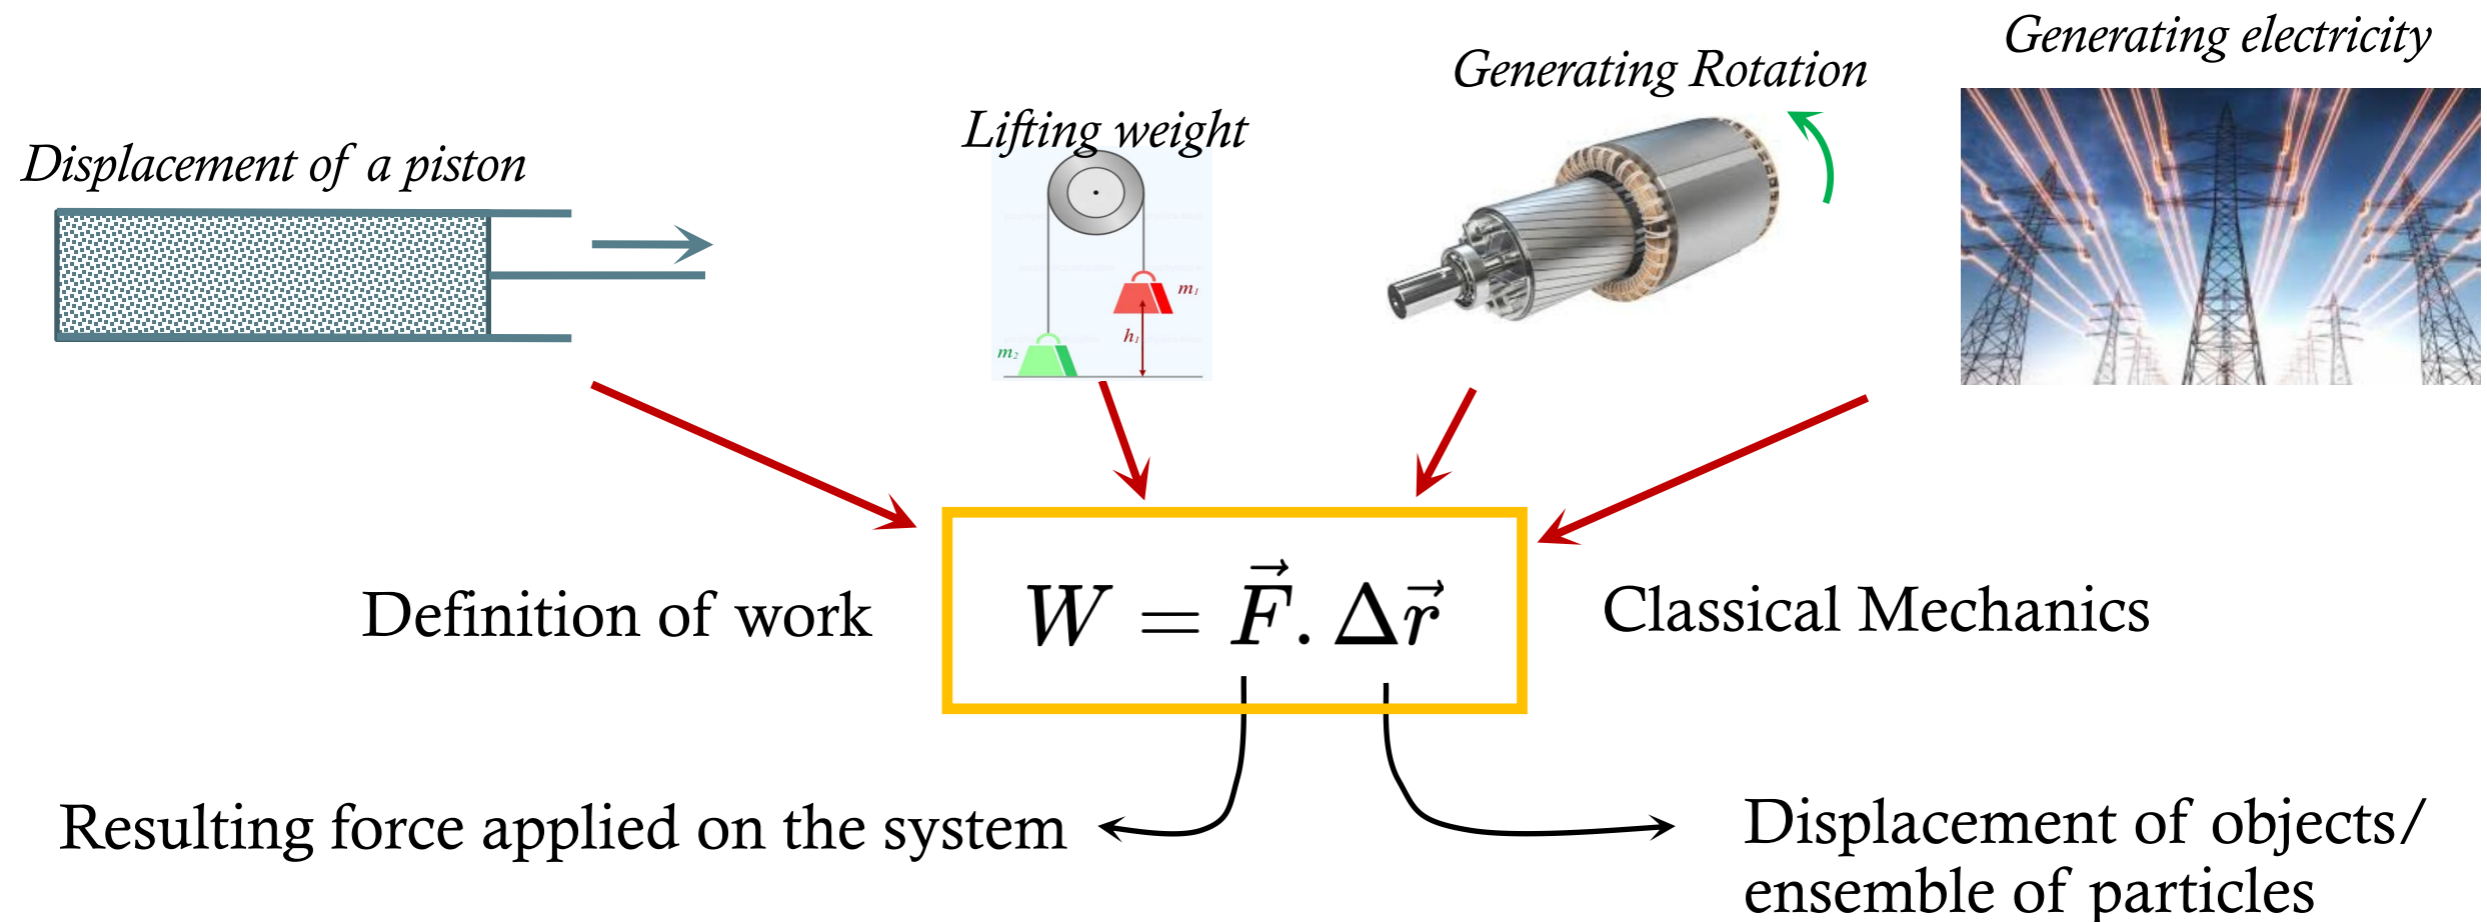 Generating electricity
Generating Rotation
Lifting weight
Displacement of a piston
m₁
h₁
m₂
Definition of work
W = F⃗. Δr⃗
Classical Mechanics
Resulting force applied on the system
Displacement of objects/
ensemble of particles